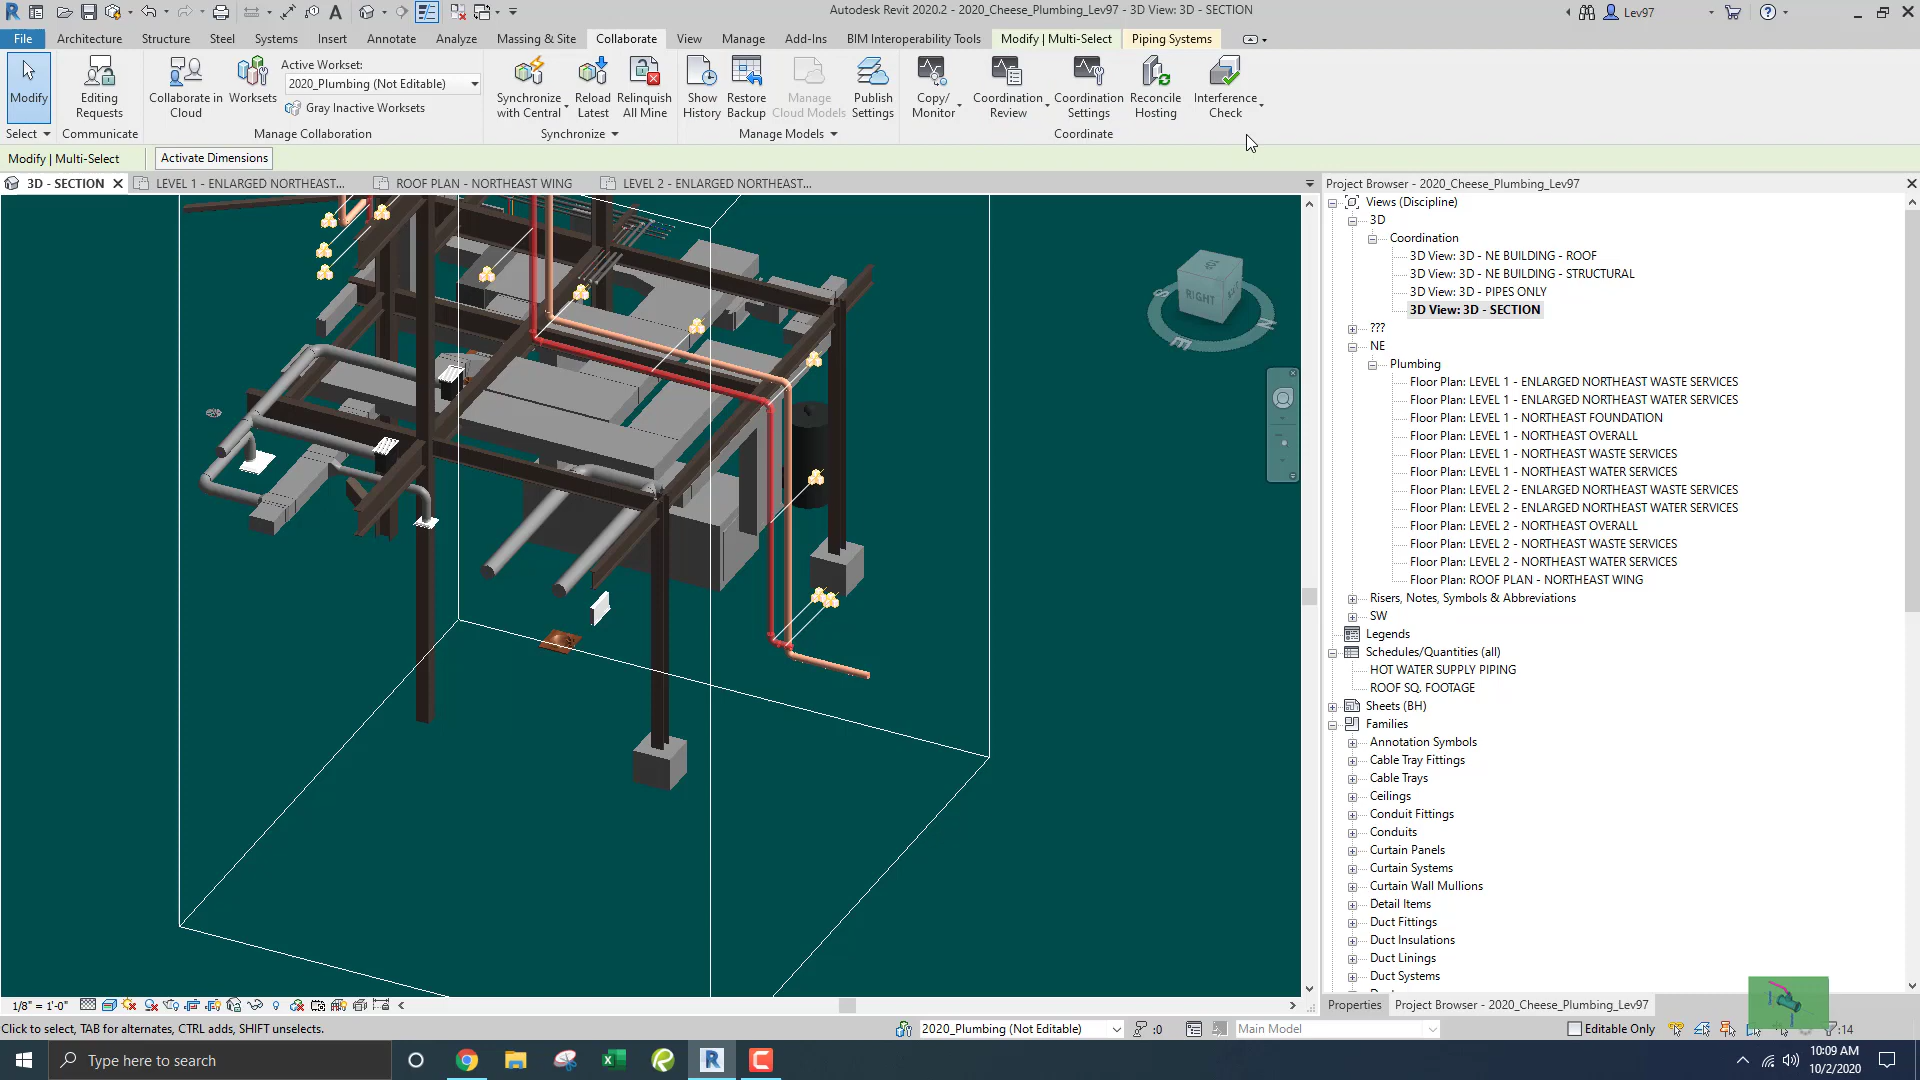 Autodesk Revit 2020.2 - 2020_Cheese_Plumbing_Lev97 - 3D View: 3D - SECTION
Lev97
File Architecture Structure Steel Systems Insert Annotate Analyze Massing & Site Collaborate View Manage Add-Ins BIM Interoperability Tools Modify | Multi-Select Piping Systems
Modify
Editing Requests
Collaborate in Cloud
Worksets
Active Workset:
2020_Plumbing (Not Editable)
Gray Inactive Worksets
Synchronize with Central
Reload Latest
Relinquish All Mine
Show History
Restore Backup
Manage Cloud Models
Publish Settings
Copy/ Monitor
Coordination Review
Coordination Settings
Reconcile Hosting
Interference Check
Select Communicate Manage Collaboration Synchronize Manage Models Coordinate
Modify | Multi-Select Activate Dimensions
3D - SECTION LEVEL 1 - ENLARGED NORTHEAST... ROOF PLAN - NORTHEAST WING LEVEL 2 - ENLARGED NORTHEAST...
RIGHT
Project Browser - 2020_Cheese_Plumbing_Lev97
Views (Discipline)
3D
Coordination
3D View: 3D - NE BUILDING - ROOF
3D View: 3D - NE BUILDING - STRUCTURAL
3D View: 3D - PIPES ONLY
3D View: 3D - SECTION
???
NE
Plumbing
Floor Plan: LEVEL 1 - ENLARGED NORTHEAST WASTE SERVICES
Floor Plan: LEVEL 1 - ENLARGED NORTHEAST WATER SERVICES
Floor Plan: LEVEL 1 - NORTHEAST FOUNDATION
Floor Plan: LEVEL 1 - NORTHEAST OVERALL
Floor Plan: LEVEL 1 - NORTHEAST WASTE SERVICES
Floor Plan: LEVEL 1 - NORTHEAST WATER SERVICES
Floor Plan: LEVEL 2 - ENLARGED NORTHEAST WASTE SERVICES
Floor Plan: LEVEL 2 - ENLARGED NORTHEAST WATER SERVICES
Floor Plan: LEVEL 2 - NORTHEAST OVERALL
Floor Plan: LEVEL 2 - NORTHEAST WASTE SERVICES
Floor Plan: LEVEL 2 - NORTHEAST WATER SERVICES
Floor Plan: ROOF PLAN - NORTHEAST WING
Risers, Notes, Symbols & Abbreviations
SW
Legends
Schedules/Quantities (all)
HOT WATER SUPPLY PIPING
ROOF SQ. FOOTAGE
Sheets (BH)
Families
Annotation Symbols
Cable Tray Fittings
Cable Trays
Ceilings
Conduit Fittings
Conduits
Curtain Panels
Curtain Systems
Curtain Wall Mullions
Detail Items
Duct Fittings
Duct Insulations
Duct Linings
Duct Systems
1/8" = 1'-0"
Properties Project Browser - 2020_Cheese_Plumbing_Lev97
Click to select, TAB for alternates, CTRL adds, SHIFT unselects.
2020_Plumbing (Not Editable) :0 Main Model Editable Only :14
Type here to search
10:09 AM
10/2/2020